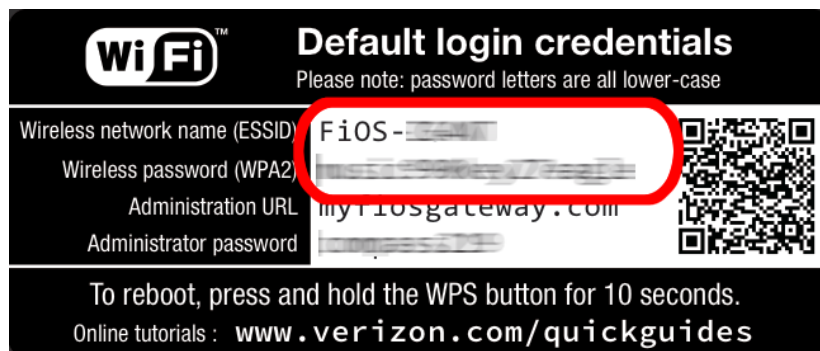 WiFi™
Default login credentials
Please note: password letters are all lower-case
Wireless network name (ESSID) FiOS-
Wireless password (WPA2)
Administration URL myfiosgateway.com
Administrator password
To reboot, press and hold the WPS button for 10 seconds.
Online tutorials : www.verizon.com/quickguides